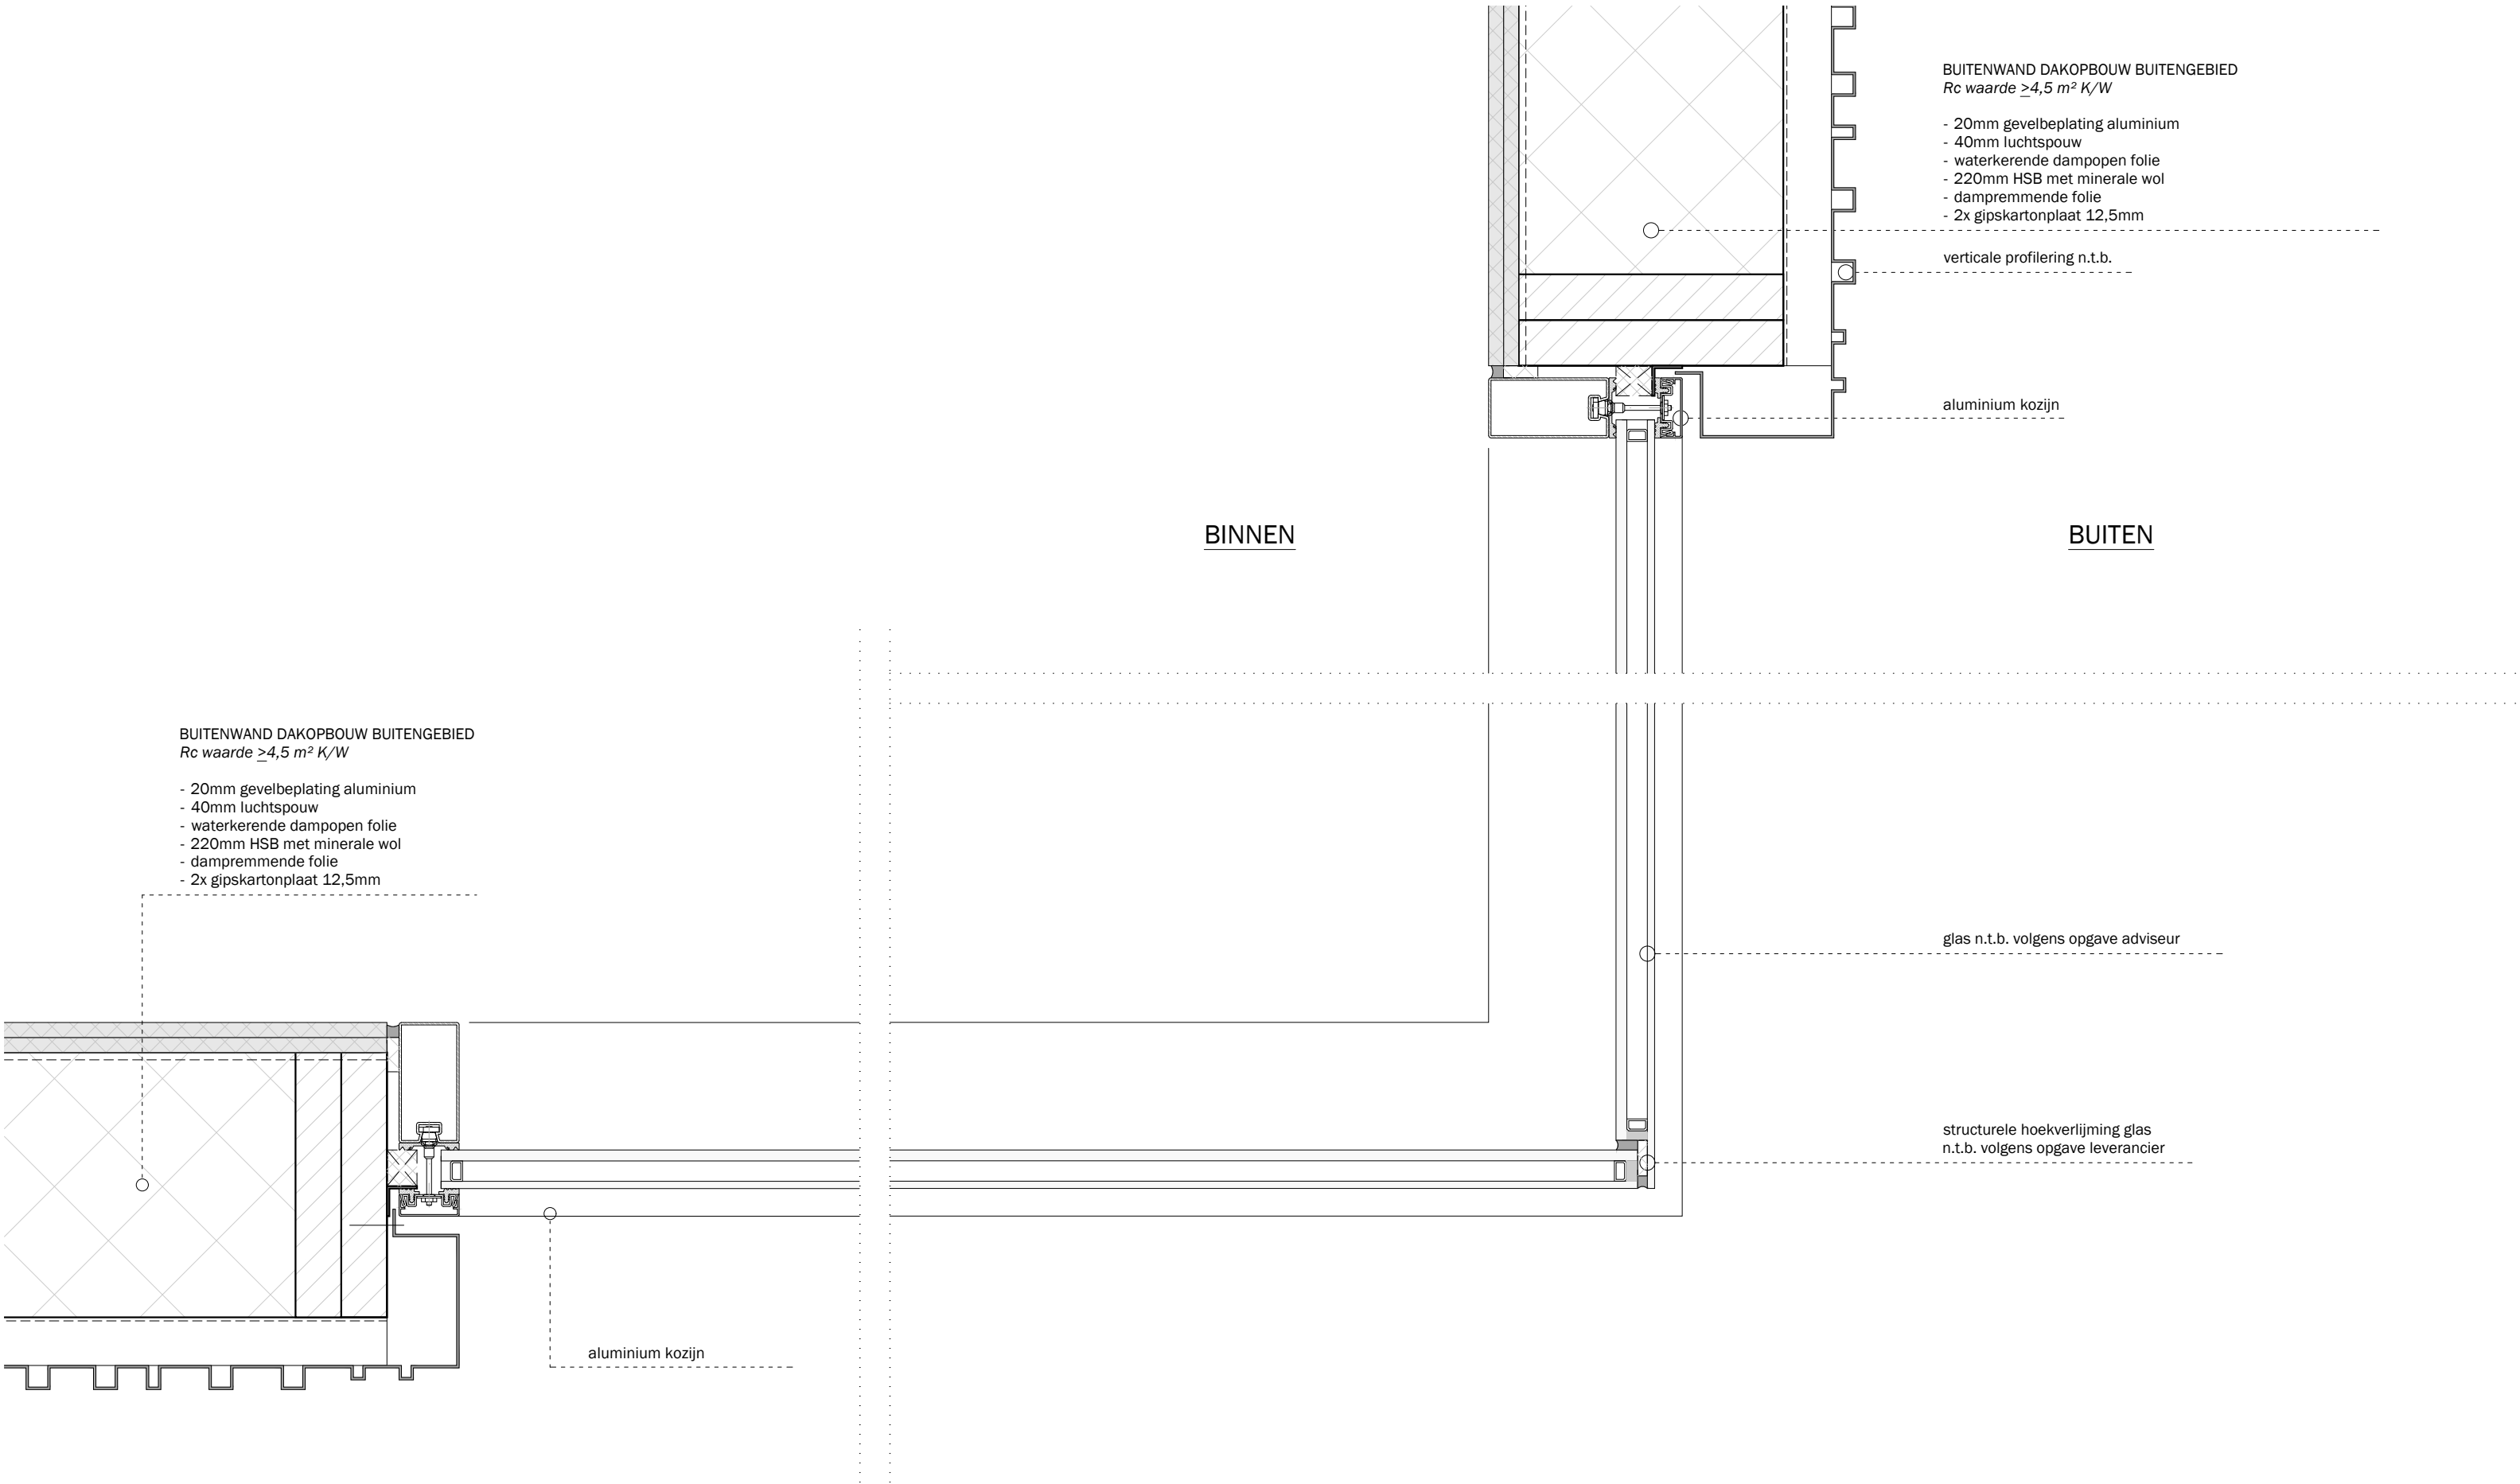 BUITENWAND DAKOPBOUW BUITENGEBIED
Rc waarde ≥4,5 m² K/W
- 20mm gevelbeplating aluminium
- 40mm luchtspouw
- waterkerende dampopen folie
- 220mm HSB met minerale wol
- dampremmende folie
- 2x gipskartonplaat 12,5mm
verticale profilering n.t.b.
aluminium kozijn
BINNEN
BUITEN
BUITENWAND DAKOPBOUW BUITENGEBIED
Rc waarde ≥4,5 m² K/W
- 20mm gevelbeplating aluminium
- 40mm luchtspouw
- waterkerende dampopen folie
- 220mm HSB met minerale wol
- dampremmende folie
- 2x gipskartonplaat 12,5mm
glas n.t.b. volgens opgave adviseur
structurele hoekverlijming glas
n.t.b. volgens opgave leverancier
aluminium kozijn